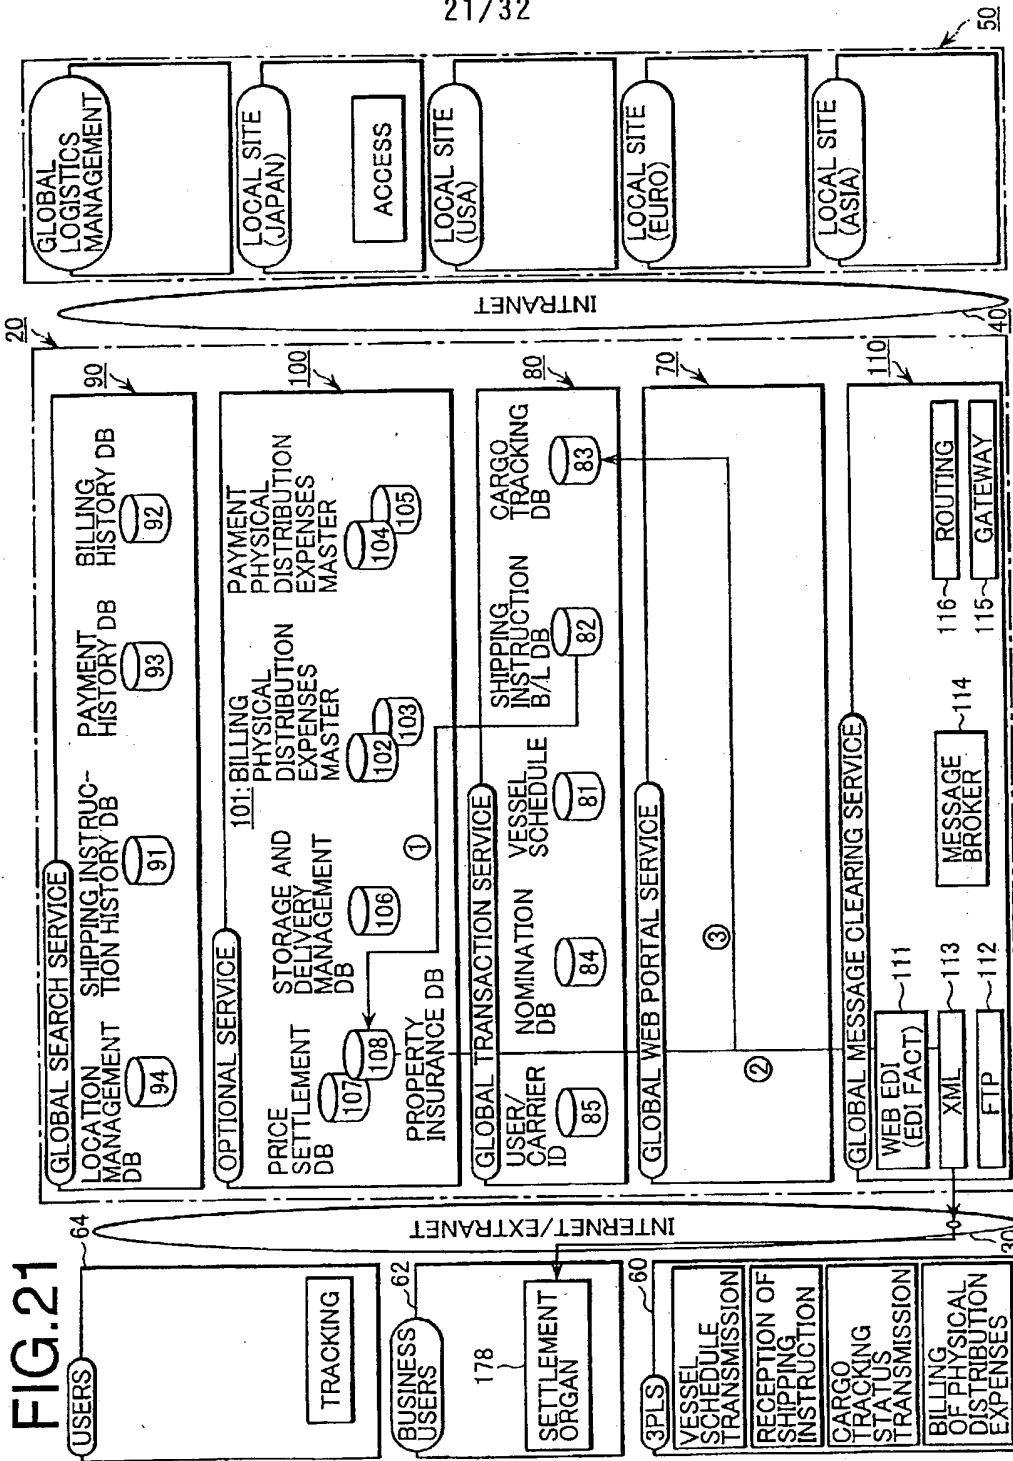 21/32
FIG.21
USERS
64
TRACKING
BUSINESS
USERS
62
178
SETTLEMENT
ORGAN
3PLS
60
VESSEL
SCHEDULE
TRANSMISSION
RECEPTION OF
SHIPPING
INSTRUCTION
CARGO
TRACKING
STATUS
TRANSMISSION
BILLING
OF PHYSICAL
DISTRIBUTION
EXPENSES
INTERNET/EXTRANET
30
20
GLOBAL SEARCH SERVICE
90
LOCATION
MANAGEMENT
DB
94
SHIPPING INSTRUC-
TION HISTORY DB
91
PAYMENT
HISTORY DB
93
BILLING
HISTORY DB
92
OPTIONAL SERVICE
100
PRICE
SETTLEMENT
DB
107
108
PROPERTY
INSURANCE DB
STORAGE AND
DELIVERY
MANAGEMENT
DB
106
101: BILLING
PHYSICAL
DISTRIBUTION
EXPENSES
MASTER
102
103
PAYMENT
PHYSICAL
DISTRIBUTION
EXPENSES
MASTER
104
105
①
GLOBAL TRANSACTION SERVICE
80
USER/
CARRIER
ID
85
NOMINATION
DB
84
VESSEL
SCHEDULE
81
SHIPPING
INSTRUCTION
B/L DB
82
CARGO
TRACKING
DB
83
GLOBAL WEB PORTAL SERVICE
70
②
③
GLOBAL MESSAGE CLEARING SERVICE
110
WEB EDI
(EDI FACT)
111
XML
113
FTP
112
MESSAGE
BROKER
114
116
ROUTING
115
GATEWAY
INTRANET
40
50
GLOBAL
LOGISTICS
MANAGEMENT
LOCAL SITE
(JAPAN)
ACCESS
LOCAL SITE
(USA)
LOCAL SITE
(EURO)
LOCAL SITE
(ASIA)